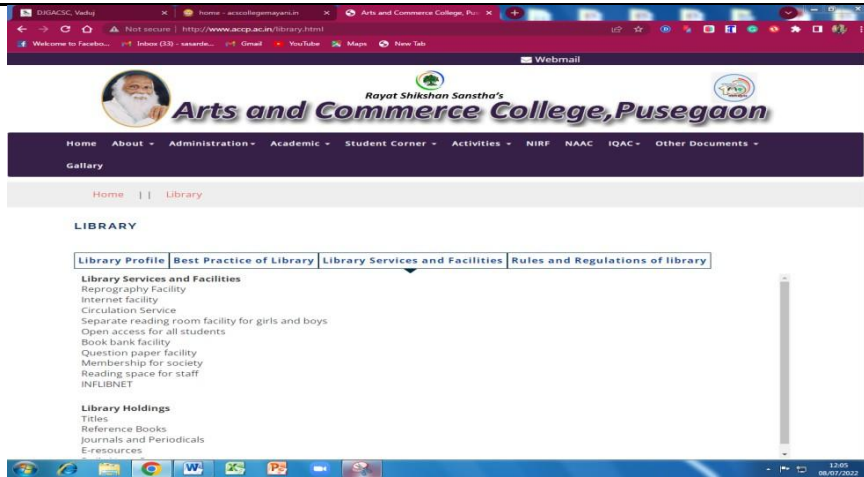 DJGACSC, Vaduj
home - acscollegemayani.in
Arts and Commerce College, Pu
Not secure | http://www.accp.ac.in/library.html
Welcome to Facebo...
Inbox (33) - sasarde...
Gmail
YouTube
Maps
New Tab
Webmail
Rayat Shikshan Sanstha's
Arts and Commerce College,Pusegaon
Home About Administration Academic Student Corner Activities NIRF NAAC IQAC Other Documents
Gallary
Home || Library
LIBRARY
Library Profile Best Practice of Library Library Services and Facilities Rules and Regulations of library
Library Services and Facilities
Reprography Facility
Internet facility
Circulation Service
Separate reading room facility for girls and boys
Open access for all students
Book bank facility
Question paper facility
Membership for society
Reading space for staff
INFLIBNET
Library Holdings
Titles
Reference Books
Journals and Periodicals
E-resources
12:05
08/07/2022